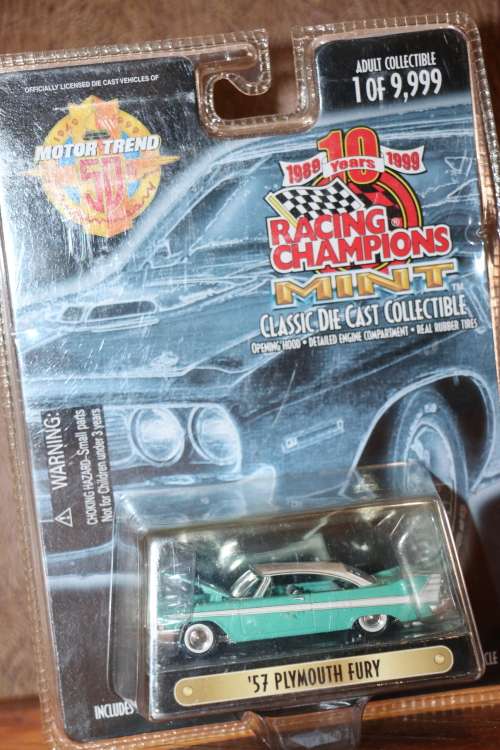 OFFICIALLY LICENSED DIE CAST VEHICLES OF
MOTOR TREND
50
ADULT COLLECTIBLE
1 OF 9,999
10
1989 Years 1999
RACING
CHAMPIONS®
MINT™
CLASSIC DIE CAST COLLECTIBLE
OPENING HOOD • DETAILED ENGINE COMPARTMENT • REAL RUBBER TIRES
WARNING:
CHOKING HAZARD–Small parts
Not for Children under 3 years
'57 PLYMOUTH FURY
INCLUDES